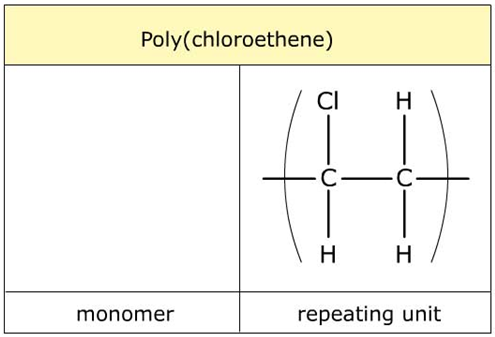 Poly(chloroethene)
Cl H
C C
H H
monomer repeating unit